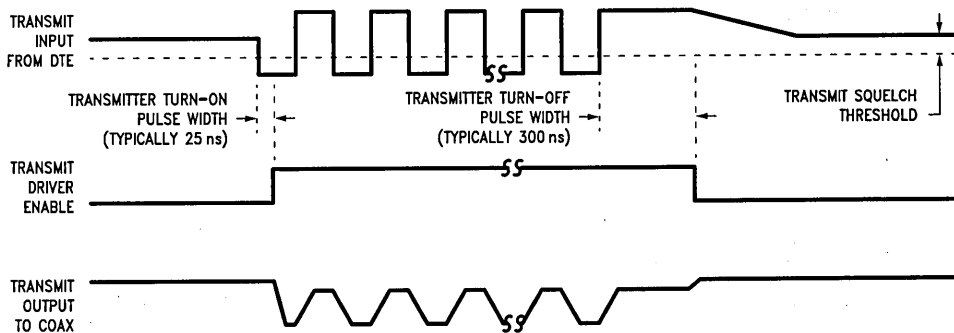 TRANSMIT
INPUT
FROM DTE
TRANSMITTER TURN-ON
PULSE WIDTH
(TYPICALLY 25 ns)
TRANSMITTER TURN-OFF
PULSE WIDTH
(TYPICALLY 300 ns)
TRANSMIT SQUELCH
THRESHOLD
TRANSMIT
DRIVER
ENABLE
TRANSMIT
OUTPUT
TO COAX